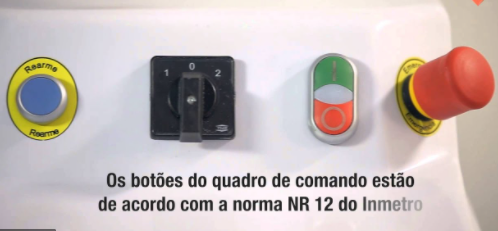 Rearme
Rearme
1 0 2
Os botões do quadro de comando estão
de acordo com a norma NR 12 do Inmetro